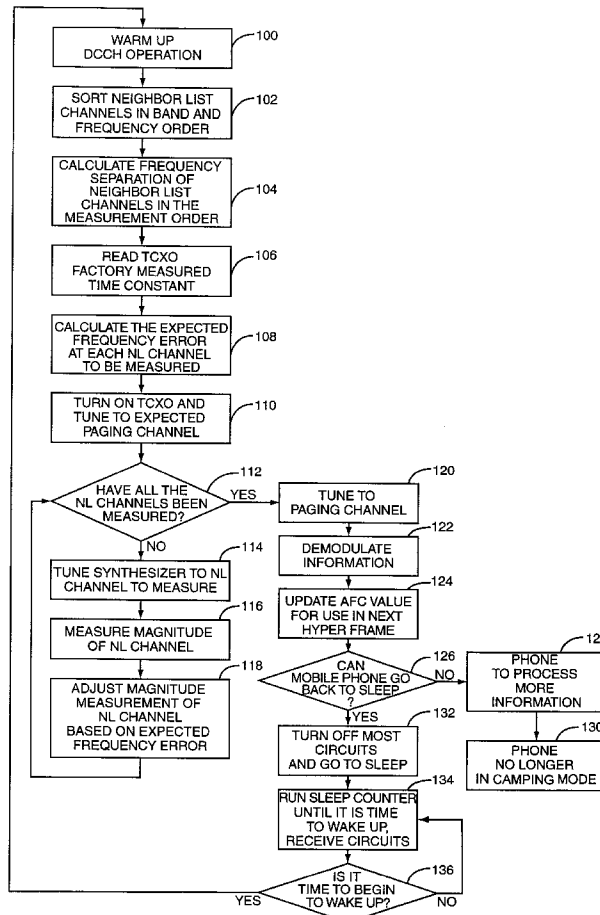 WARM UP
DCCH OPERATION
100
SORT NEIGHBOR LIST
CHANNELS IN BAND AND
FREQUENCY ORDER
102
CALCULATE FREQUENCY
SEPARATION OF
NEIGHBOR LIST
CHANNELS IN THE
MEASUREMENT ORDER
104
READ TCXO
FACTORY MEASURED
TIME CONSTANT
106
CALCULATE THE EXPECTED
FREQUENCY ERROR
AT EACH NL CHANNEL
TO BE MEASURED
108
TURN ON TCXO AND
TUNE TO EXPECTED
PAGING CHANNEL
110
HAVE ALL THE
NL CHANNELS BEEN
MEASURED?
112
YES
NO
TUNE SYNTHESIZER TO NL
CHANNEL TO MEASURE
114
MEASURE MAGNITUDE
OF NL CHANNEL
116
ADJUST MAGNITUDE
MEASUREMENT OF
NL CHANNEL
BASED ON EXPECTED
FREQUENCY ERROR
118
TUNE TO
PAGING CHANNEL
120
DEMODULATE
INFORMATION
122
UPDATE AFC VALUE
FOR USE IN NEXT
HYPER FRAME
124
CAN
MOBILE PHONE GO
BACK TO SLEEP
?
126
NO
YES
PHONE
TO PROCESS
MORE
INFORMATION
PHONE
NO LONGER
IN CAMPING MODE
130
TURN OFF MOST
CIRCUITS
AND GO TO SLEEP
132
RUN SLEEP COUNTER
UNTIL IT IS TIME
TO WAKE UP,
RECEIVE CIRCUITS
134
IS IT
TIME TO BEGIN
TO WAKE UP?
136
YES
NO